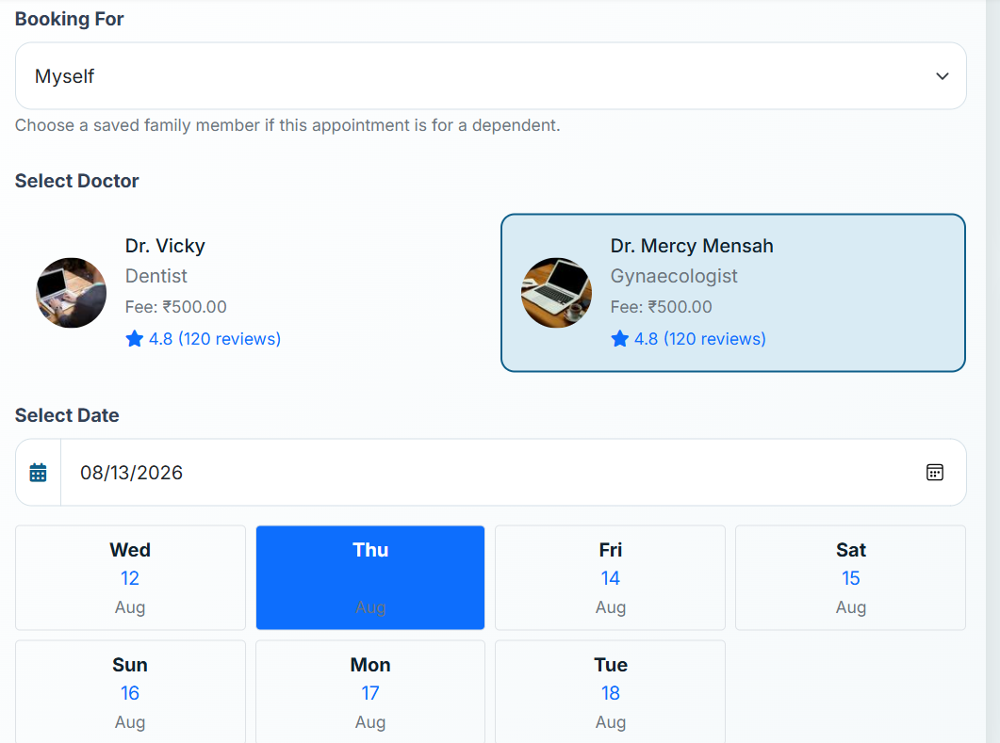 Booking For
Myself
Choose a saved family member if this appointment is for a dependent.
Select Doctor
Dr. Vicky
Dentist
Fee: ₹500.00
4.8 (120 reviews)
Dr. Mercy Mensah
Gynaecologist
Fee: ₹500.00
4.8 (120 reviews)
Select Date
08/13/2026
Wed
12
Aug
Thu
Aug
Fri
14
Aug
Sat
15
Aug
Sun
16
Aug
Mon
17
Aug
Tue
18
Aug